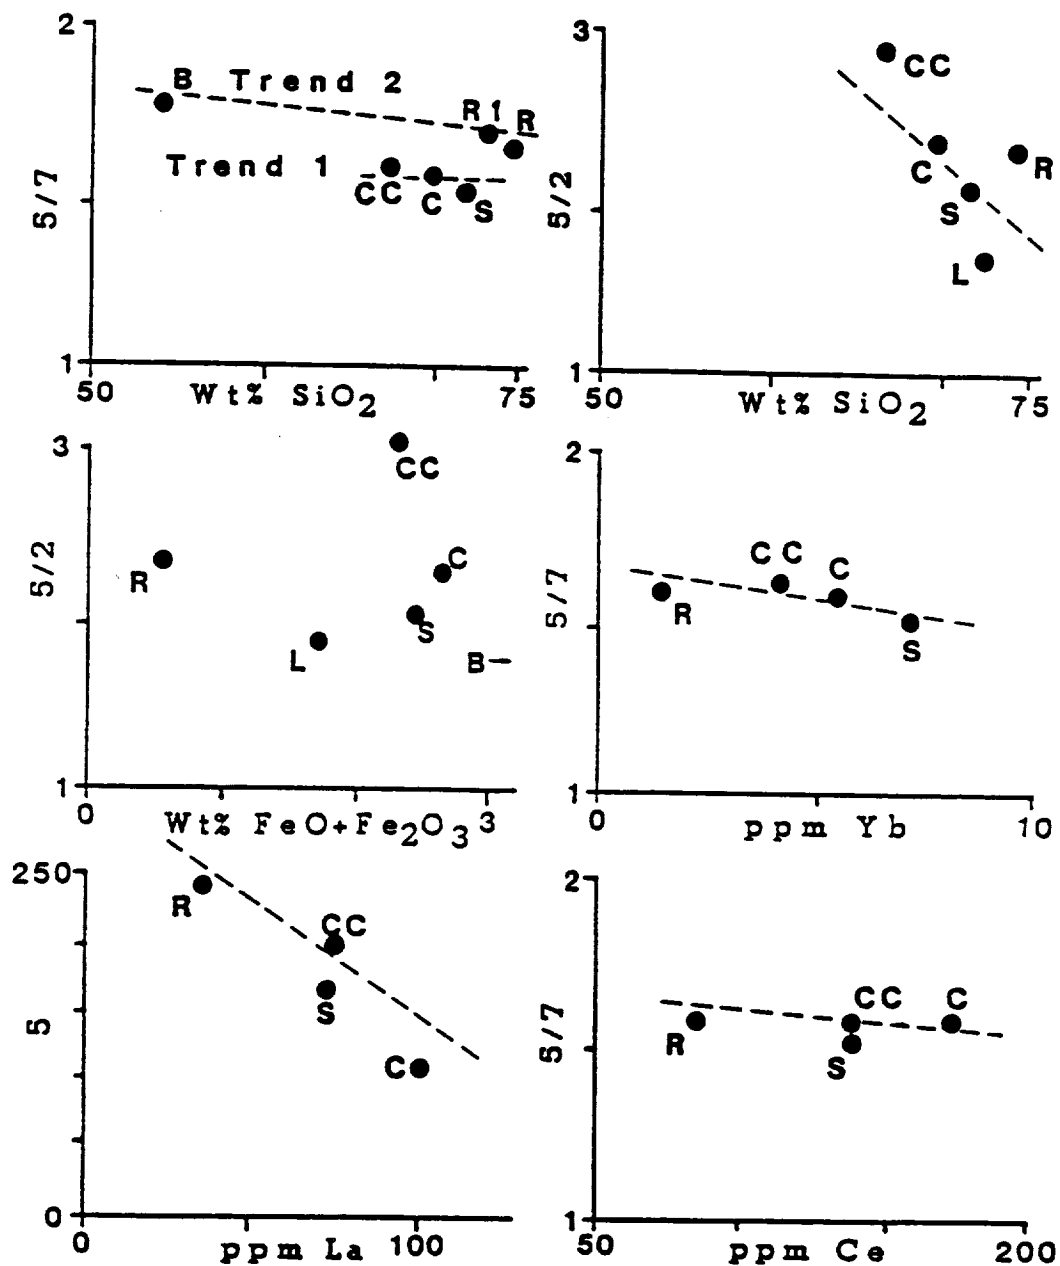 2
B Trend 2
R1 R
Trend 1
CC C S
5/7
1
50 Wt% SiO2 75
3
CC
R
C
S
L
5/2
1
50 Wt% SiO2 75
3
CC
C
R
S
L
B
5/2
1
0 Wt% FeO+Fe2O3 3
2
CC C
R
S
5/7
1
0 ppm Yb 10
250
R
CC
S
C
5
0
0 ppm La 100
2
CC C
R
S
5/7
1
50 ppm Ce 200